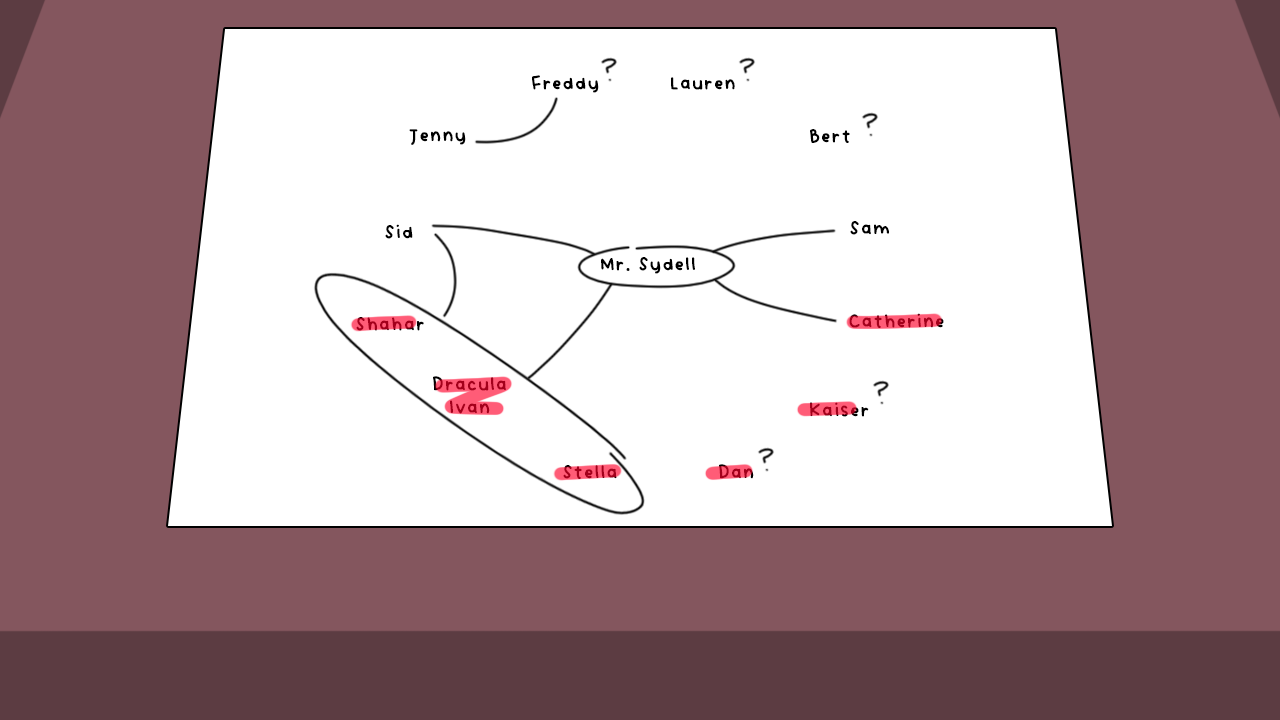 Freddy?
Lauren?
Jenny
Bert?
Sid
Sam
Mr. Sydell
Shahar
Catherine
Dracula
Ivan
Kaiser?
Stella
Dan?